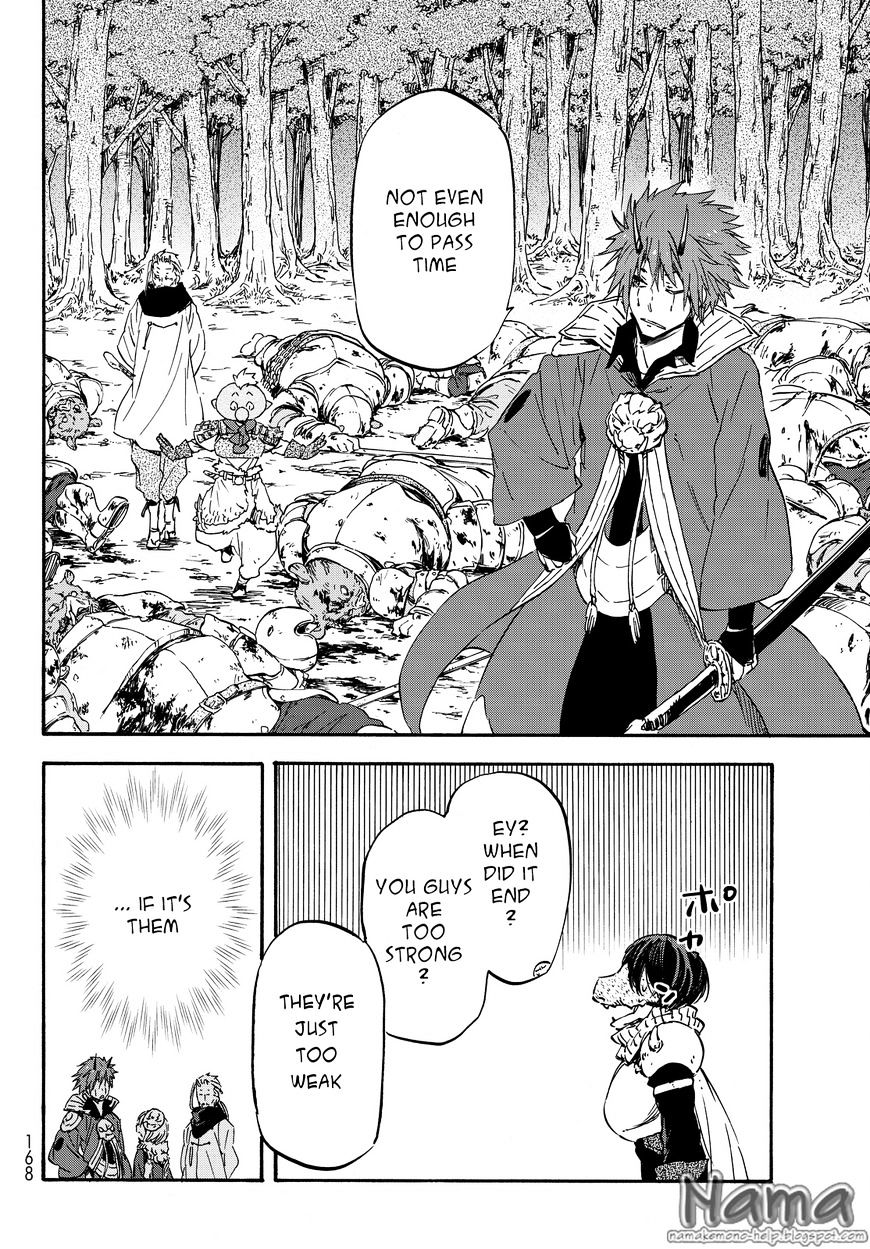 NOT EVEN
ENOUGH
TO PASS
TIME
EY?
WHEN
DID IT
END
?
YOU GUYS
ARE
TOO
STRONG
?
ポカ
THEY'RE
JUST
TOO
WEAK
... IF IT'S
THEM
168
Nama
namakemono-help.blogspot.com